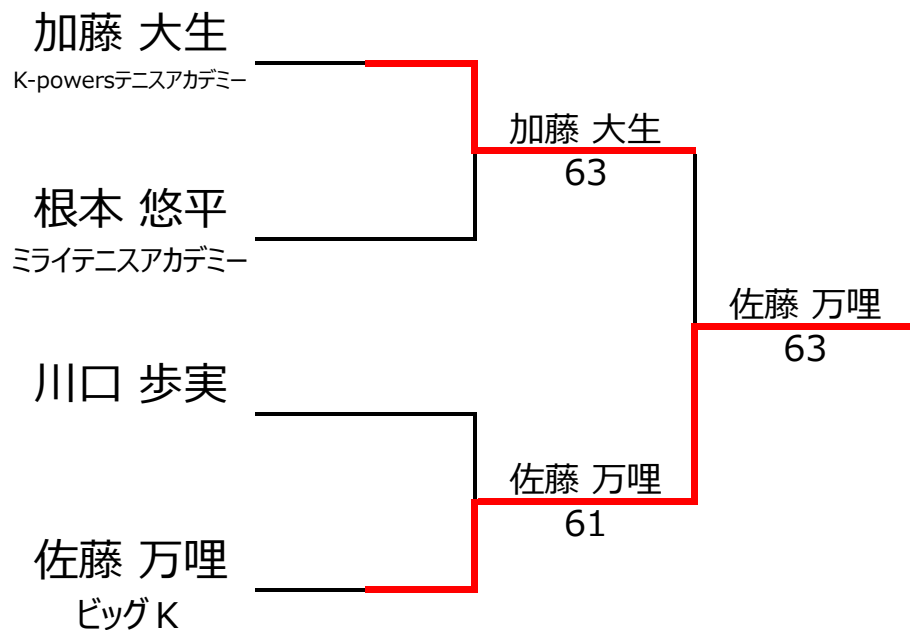 加藤 大生
K-powersテニスアカデミー
加藤 大生
63
根本 悠平
ミライテニスアカデミー
佐藤 万哩
63
川口 歩実
佐藤 万哩
61
佐藤 万哩
ビッグK